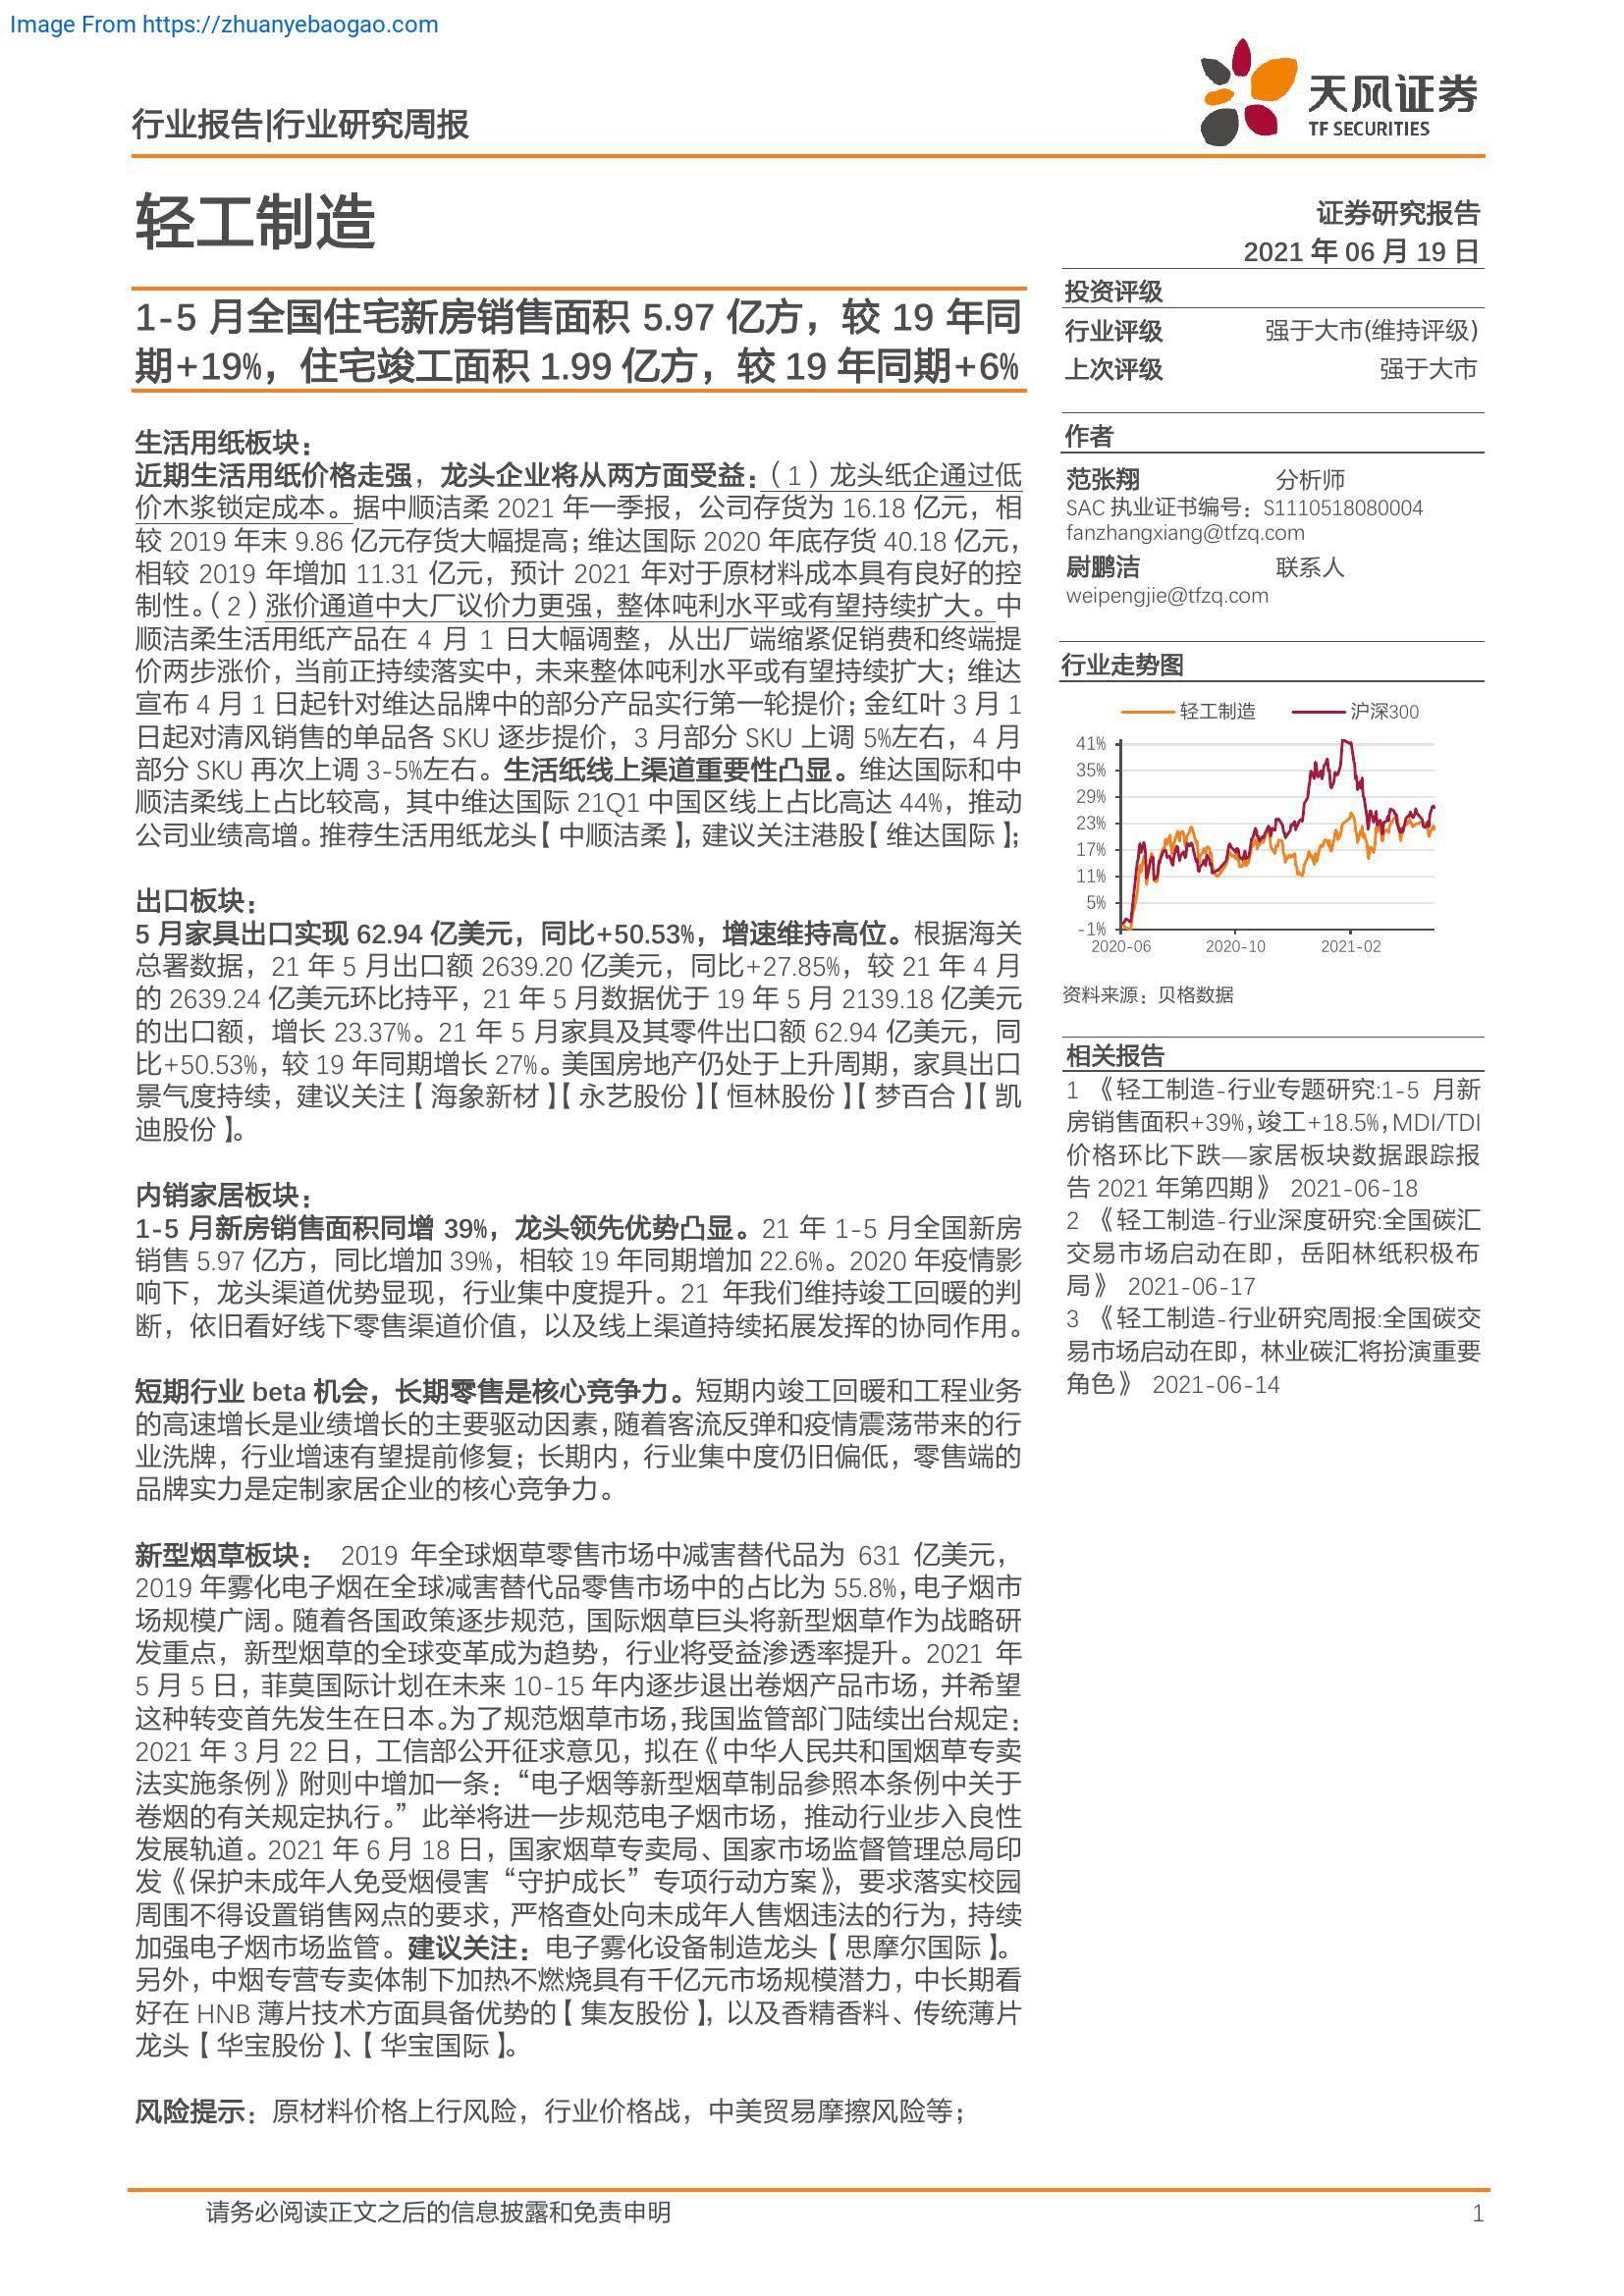 Image From https://zhuanyebaogao.com
行业报告|行业研究周报
天风证券
TF SECURITIES
轻工制造
证券研究报告
2021 年 06 月 19 日
1-5 月全国住宅新房销售面积 5.97 亿方，较 19 年同
期+19%，住宅竣工面积 1.99 亿方，较 19 年同期+6%
生活用纸板块：
近期生活用纸价格走强，龙头企业将从两方面受益：（1）龙头纸企通过低
价木浆锁定成本。据中顺洁柔 2021 年一季报，公司存货为 16.18 亿元，相
较 2019 年末 9.86 亿元存货大幅提高；维达国际 2020 年底存货 40.18 亿元，
相较 2019 年增加 11.31 亿元，预计 2021 年对于原材料成本具有良好的控
制性。（2）涨价通道中大厂议价力更强，整体吨利水平或有望持续扩大。中
顺洁柔生活用纸产品在 4 月 1 日大幅调整，从出厂端缩紧促销费和终端提
价两步涨价，当前正持续落实中，未来整体吨利水平或有望持续扩大；维达
宣布 4 月 1 日起针对维达品牌中的部分产品实行第一轮提价；金红叶 3 月 1
日起对清风销售的单品各 SKU 逐步提价，3 月部分 SKU 上调 5%左右，4 月
部分 SKU 再次上调 3-5%左右。生活纸线上渠道重要性凸显。维达国际和中
顺洁柔线上占比较高，其中维达国际 21Q1 中国区线上占比高达 44%，推动
公司业绩高增。推荐生活用纸龙头【中顺洁柔】，建议关注港股【维达国际】；
出口板块：
5 月家具出口实现 62.94 亿美元，同比+50.53%，增速维持高位。根据海关
总署数据，21 年 5 月出口额 2639.20 亿美元，同比+27.85%，较 21 年 4 月
的 2639.24 亿美元环比持平，21 年 5 月数据优于 19 年 5 月 2139.18 亿美元
的出口额，增长 23.37%。21 年 5 月家具及其零件出口额 62.94 亿美元，同
比+50.53%，较 19 年同期增长 27%。美国房地产仍处于上升周期，家具出口
景气度持续，建议关注【海象新材】【永艺股份】【恒林股份】【梦百合】【凯
迪股份】。
内销家居板块：
1-5 月新房销售面积同增 39%，龙头领先优势凸显。21 年 1-5 月全国新房
销售 5.97 亿方，同比增加 39%，相较 19 年同期增加 22.6%。2020 年疫情影
响下，龙头渠道优势显现，行业集中度提升。21 年我们维持竣工回暖的判
断，依旧看好线下零售渠道价值，以及线上渠道持续拓展发挥的协同作用。
短期行业 beta 机会，长期零售是核心竞争力。短期内竣工回暖和工程业务
的高速增长是业绩增长的主要驱动因素，随着客流反弹和疫情震荡带来的行
业洗牌，行业增速有望提前修复；长期内，行业集中度仍旧偏低，零售端的
品牌实力是定制家居企业的核心竞争力。
新型烟草板块： 2019 年全球烟草零售市场中减害替代品为 631 亿美元，
2019 年雾化电子烟在全球减害替代品零售市场中的占比为 55.8%，电子烟市
场规模广阔。随着各国政策逐步规范，国际烟草巨头将新型烟草作为战略研
发重点，新型烟草的全球变革成为趋势，行业将受益渗透率提升。2021 年
5 月 5 日，菲莫国际计划在未来 10-15 年内逐步退出卷烟产品市场，并希望
这种转变首先发生在日本。为了规范烟草市场，我国监管部门陆续出台规定：
2021 年 3 月 22 日，工信部公开征求意见，拟在《中华人民共和国烟草专卖
法实施条例》附则中增加一条：“电子烟等新型烟草制品参照本条例中关于
卷烟的有关规定执行。”此举将进一步规范电子烟市场，推动行业步入良性
发展轨道。2021 年 6 月 18 日，国家烟草专卖局、国家市场监督管理总局印
发《保护未成年人免受烟侵害“守护成长”专项行动方案》，要求落实校园
周围不得设置销售网点的要求，严格查处向未成年人售烟违法的行为，持续
加强电子烟市场监管。建议关注：电子雾化设备制造龙头【思摩尔国际】。
另外，中烟专营专卖体制下加热不燃烧具有千亿元市场规模潜力，中长期看
好在 HNB 薄片技术方面具备优势的【集友股份】，以及香精香料、传统薄片
龙头【华宝股份】、【华宝国际】。
风险提示：原材料价格上行风险，行业价格战，中美贸易摩擦风险等；
投资评级
行业评级 强于大市(维持评级)
上次评级 强于大市
作者
范张翔 分析师
SAC 执业证书编号：S1110518080004
fanzhangxiang@tfzq.com
尉鹏洁 联系人
weipengjie@tfzq.com
行业走势图
轻工制造 沪深300
41%
35%
29%
23%
17%
11%
5%
-1%
2020-06 2020-10 2021-02
资料来源：贝格数据
相关报告
1 《轻工制造-行业专题研究:1-5 月新
房销售面积+39%，竣工+18.5%，MDI/TDI
价格环比下跌—家居板块数据跟踪报
告 2021 年第四期》 2021-06-18
2 《轻工制造-行业深度研究:全国碳汇
交易市场启动在即，岳阳林纸积极布
局》 2021-06-17
3 《轻工制造-行业研究周报:全国碳交
易市场启动在即，林业碳汇将扮演重要
角色》 2021-06-14
请务必阅读正文之后的信息披露和免责申明 1